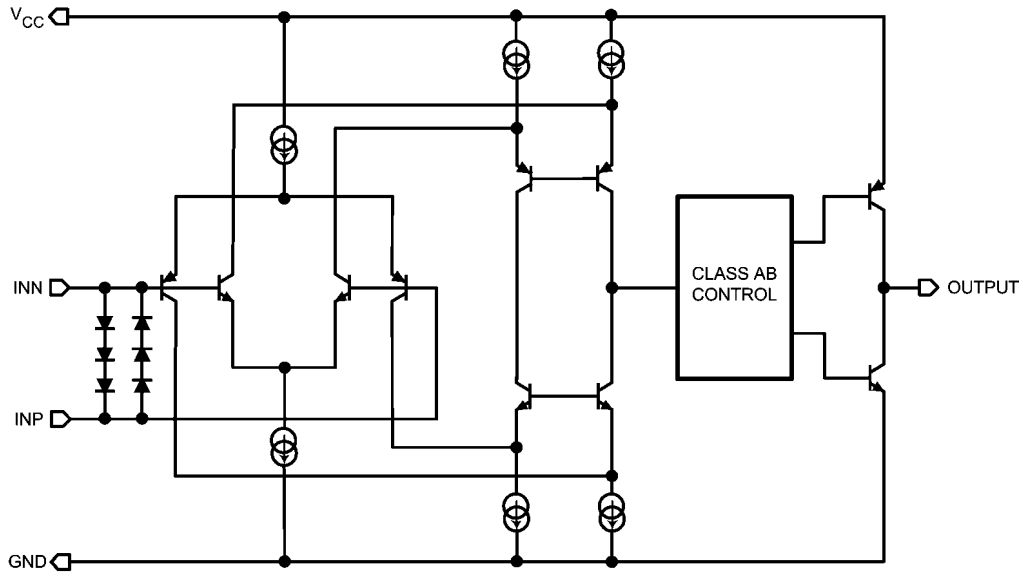 V_CC
INN
INP
CLASS AB
CONTROL
OUTPUT
GND